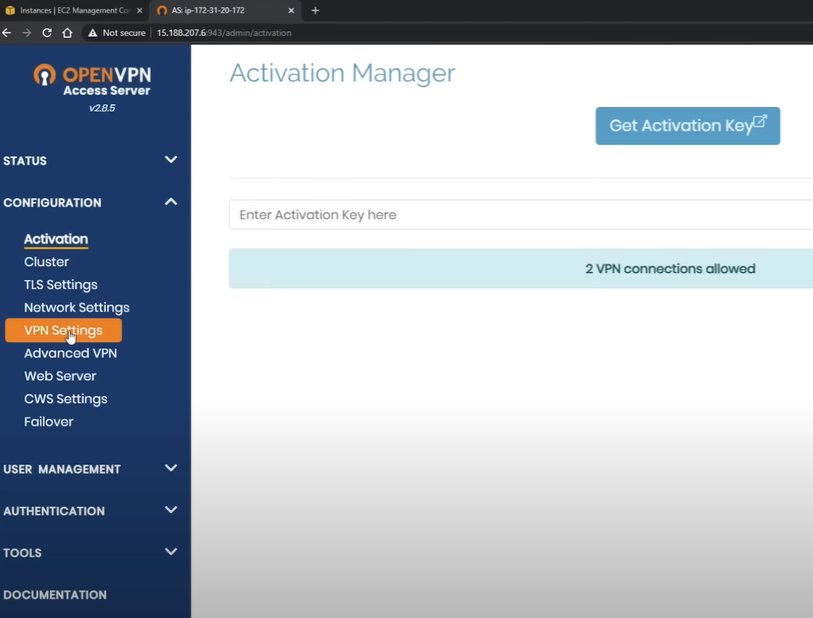 Instances | EC2 Management Co
AS: ip-172-31-20-172
Not secure
15.188.207.6:943/admin/activation
OPENVPN
Access Server
v2.8.5
STATUS
CONFIGURATION
Activation
Cluster
TLS Settings
Network Settings
VPN Settings
Advanced VPN
Web Server
CWS Settings
Failover
USER MANAGEMENT
AUTHENTICATION
TOOLS
DOCUMENTATION
Activation Manager
Get Activation Key
Enter Activation Key here
2 VPN connections allowed